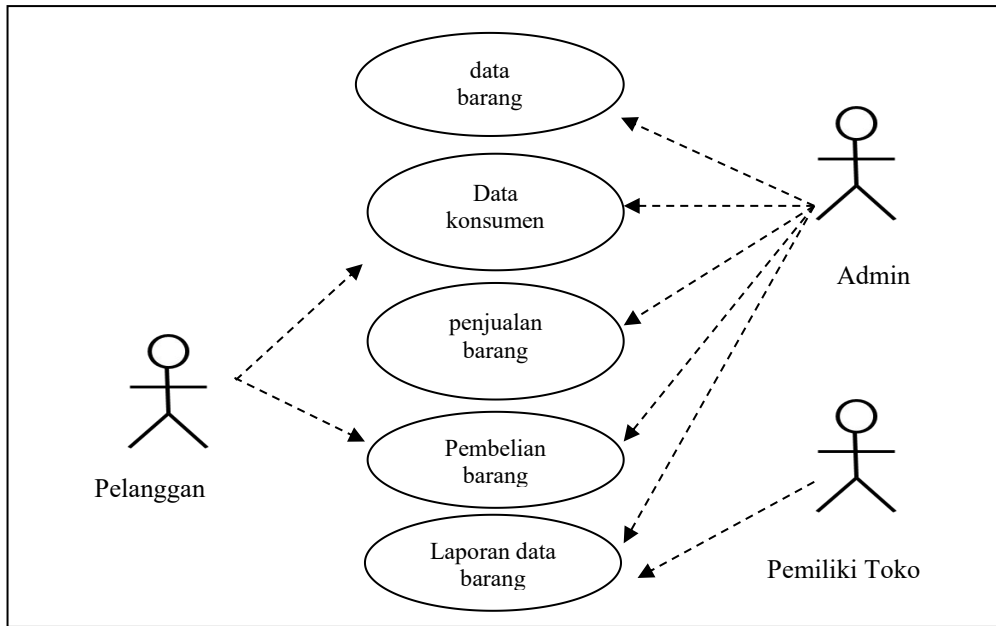 data
barang
Data
konsumen
Admin
penjualan
barang
Pembelian
barang
Pelanggan
Laporan data
barang
Pemiliki Toko